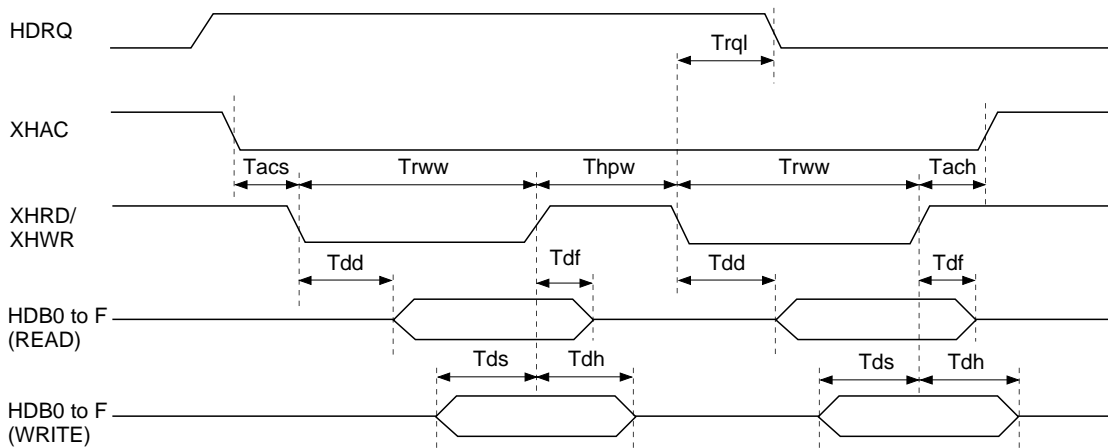 HDRQ
Trql
XHAC
Tacs Trww Thpw Trww Tach
XHRD/
XHWR
Tdd Tdf Tdd Tdf
HDB0 to F
(READ)
Tds Tdh Tds Tdh
HDB0 to F
(WRITE)